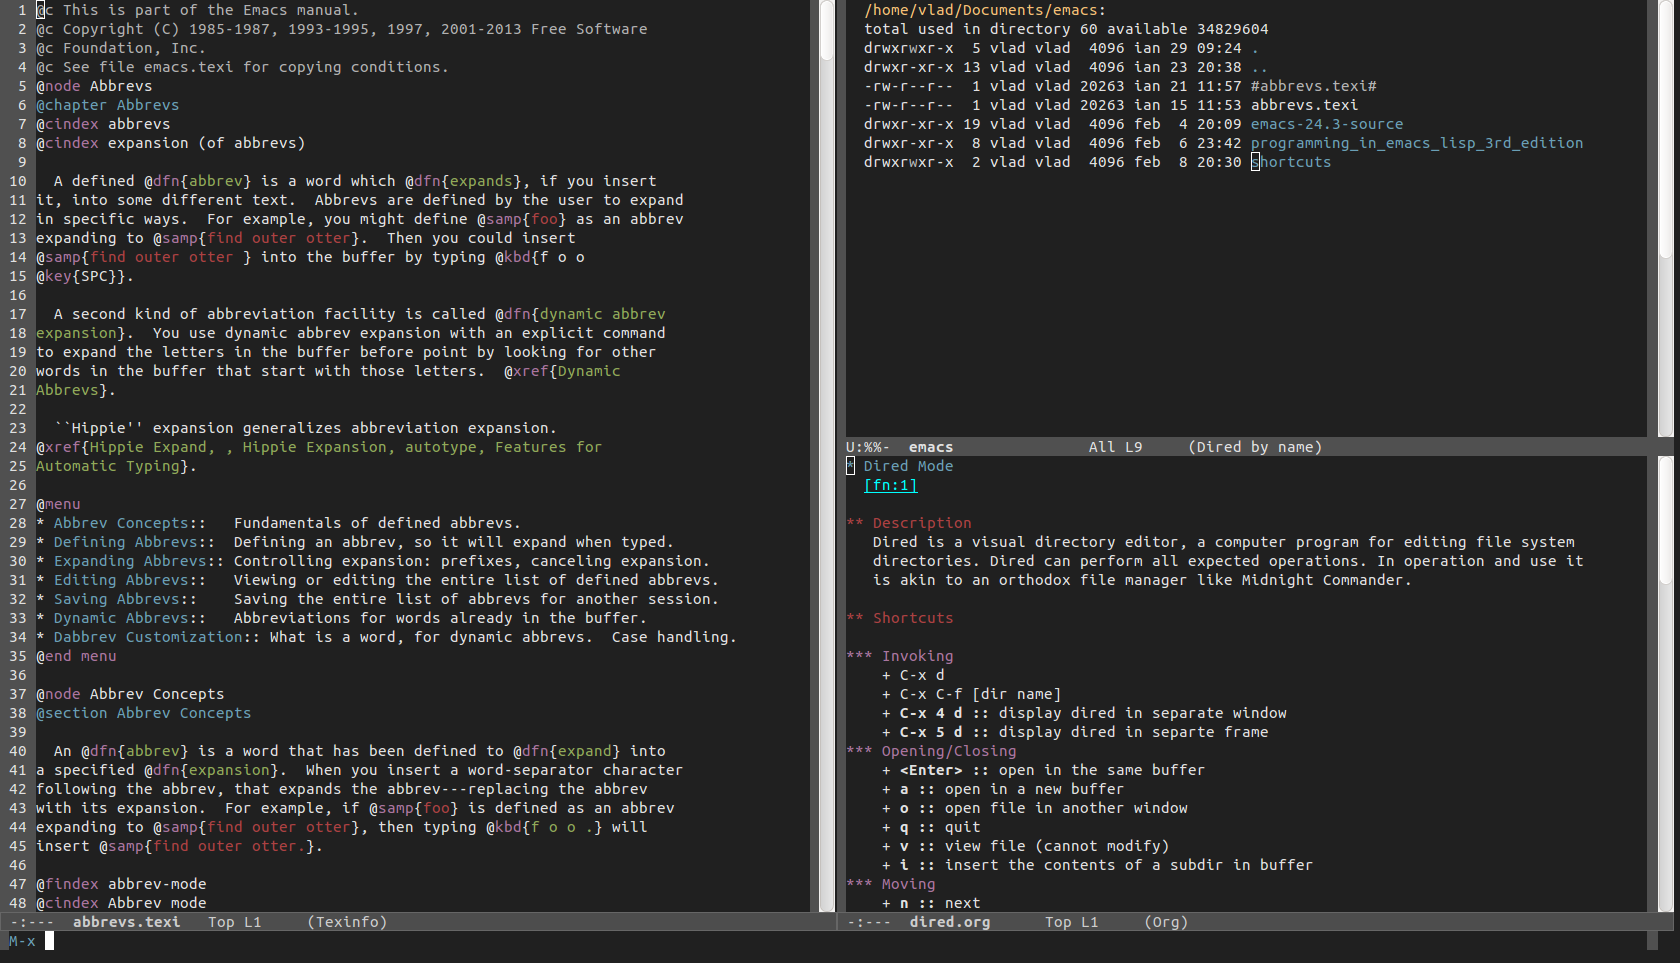 1 @c This is part of the Emacs manual.
2 @c Copyright (C) 1985-1987, 1993-1995, 1997, 2001-2013 Free Software
3 @c Foundation, Inc.
4 @c See file emacs.texi for copying conditions.
5 @node Abbrevs
6 @chapter Abbrevs
7 @cindex abbrevs
8 @cindex expansion (of abbrevs)
9
10   A defined @dfn{abbrev} is a word which @dfn{expands}, if you insert
11 it, into some different text.  Abbrevs are defined by the user to expand
12 in specific ways.  For example, you might define @samp{foo} as an abbrev
13 expanding to @samp{find outer otter}.  Then you could insert
14 @samp{find outer otter } into the buffer by typing @kbd{f o o
15 @key{SPC}}.
16
17   A second kind of abbreviation facility is called @dfn{dynamic abbrev
18 expansion}.  You use dynamic abbrev expansion with an explicit command
19 to expand the letters in the buffer before point by looking for other
20 words in the buffer that start with those letters.  @xref{Dynamic
21 Abbrevs}.
22
23   ``Hippie'' expansion generalizes abbreviation expansion.
24 @xref{Hippie Expand, , Hippie Expansion, autotype, Features for
25 Automatic Typing}.
26
27 @menu
28 * Abbrev Concepts::   Fundamentals of defined abbrevs.
29 * Defining Abbrevs::  Defining an abbrev, so it will expand when typed.
30 * Expanding Abbrevs:: Controlling expansion: prefixes, canceling expansion.
31 * Editing Abbrevs::   Viewing or editing the entire list of defined abbrevs.
32 * Saving Abbrevs::    Saving the entire list of abbrevs for another session.
33 * Dynamic Abbrevs::   Abbreviations for words already in the buffer.
34 * Dabbrev Customization:: What is a word, for dynamic abbrevs.  Case handling.
35 @end menu
36
37 @node Abbrev Concepts
38 @section Abbrev Concepts
39
40   An @dfn{abbrev} is a word that has been defined to @dfn{expand} into
41 a specified @dfn{expansion}.  When you insert a word-separator character
42 following the abbrev, that expands the abbrev---replacing the abbrev
43 with its expansion.  For example, if @samp{foo} is defined as an abbrev
44 expanding to @samp{find outer otter}, then typing @kbd{f o o .} will
45 insert @samp{find outer otter.}.
46
47 @findex abbrev-mode
48 @cindex Abbrev mode
-:---  abbrevs.texi   Top L1     (Texinfo)
/home/vlad/Documents/emacs:
total used in directory 60 available 34829604
drwxrwxr-x  5 vlad vlad  4096 ian 29 09:24 .
drwxr-xr-x 13 vlad vlad  4096 ian 23 20:38 ..
-rw-r--r--  1 vlad vlad 20263 ian 21 11:57 #abbrevs.texi#
-rw-r--r--  1 vlad vlad 20263 ian 15 11:53 abbrevs.texi
drwxr-xr-x 19 vlad vlad  4096 feb  4 20:09 emacs-24.3-source
drwxr-xr-x  8 vlad vlad  4096 feb  6 23:42 programming_in_emacs_lisp_3rd_edition
drwxrwxr-x  2 vlad vlad  4096 feb  8 20:30 shortcuts
U:%%-  emacs               All L9     (Dired by name)
* Dired Mode
[fn:1]
** Description
Dired is a visual directory editor, a computer program for editing file system
directories. Dired can perform all expected operations. In operation and use it
is akin to an orthodox file manager like Midnight Commander.
** Shortcuts
*** Invoking
+ C-x d
+ C-x C-f [dir name]
+ C-x 4 d :: display dired in separate window
+ C-x 5 d :: display dired in separte frame
*** Opening/Closing
+ <Enter> :: open in the same buffer
+ a :: open in a new buffer
+ o :: open file in another window
+ q :: quit
+ v :: view file (cannot modify)
+ i :: insert the contents of a subdir in buffer
*** Moving
+ n :: next
-:---  dired.org      Top L1     (Org)
M-x